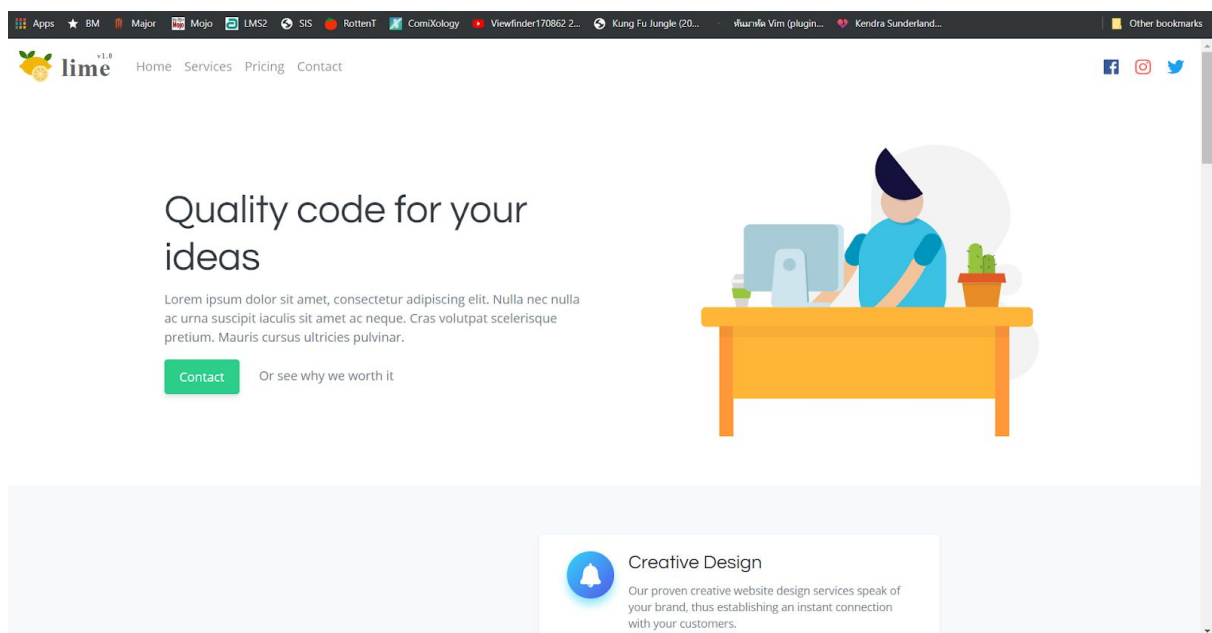 Apps BM Major Mojo LMS2 SIS RottenT ComiXology Viewfinder170862 2... Kung Fu Jungle (20... หัดมาหัด Vim (plugin... Kendra Sunderland... Other bookmarks
lime v1.0 Home Services Pricing Contact
Quality code for your
ideas
Lorem ipsum dolor sit amet, consectetur adipiscing elit. Nulla nec nulla
ac urna suscipit iaculis sit amet ac neque. Cras volutpat scelerisque
pretium. Mauris cursus ultricies pulvinar.
Contact Or see why we worth it
Creative Design
Our proven creative website design services speak of
your brand, thus establishing an instant connection
with your customers.